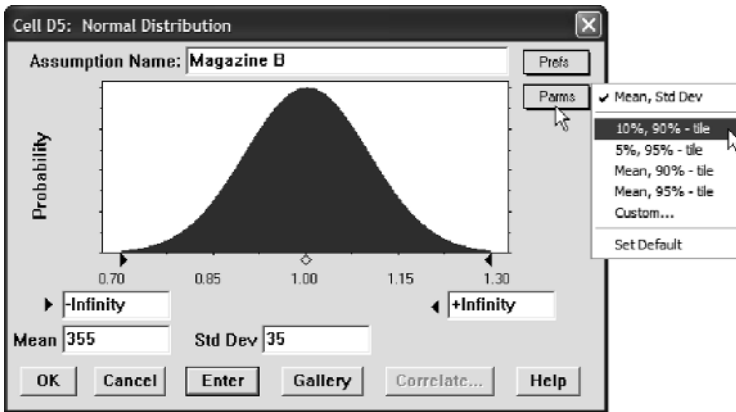 Cell D5: Normal Distribution
Assumption Name: Magazine B
Prefs
Parms
Mean, Std Dev
10%, 90% - tile
5%, 95% - tile
Mean, 90% - tile
Mean, 95% - tile
Custom...
Set Default
Probability
0.70 0.85 1.00 1.15 1.30
-Infinity +Infinity
Mean 355 Std Dev 35
OK Cancel Enter Gallery Correlate... Help